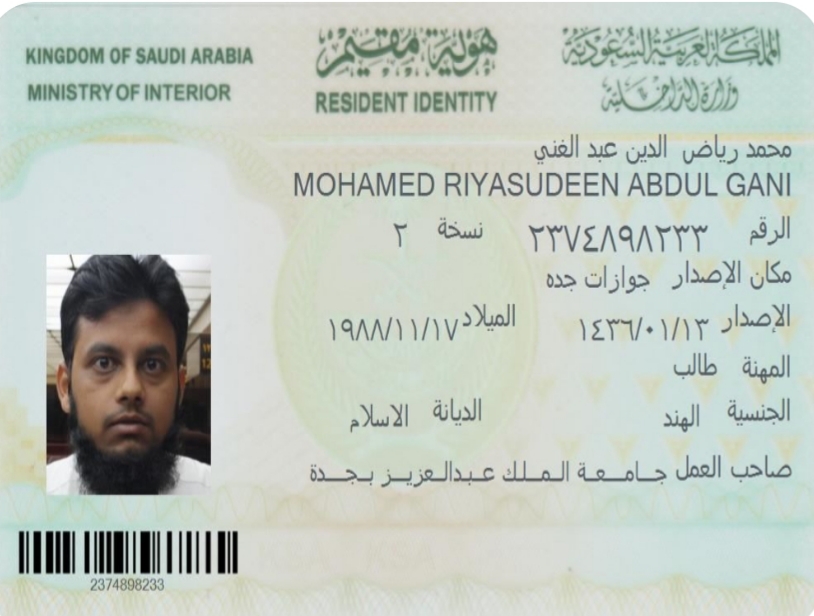 KINGDOM OF SAUDI ARABIA
MINISTRY OF INTERIOR
هوية مقيم
RESIDENT IDENTITY
المملكة العربية السعودية
وزارة الداخلية
محمد رياض الدين عبد الغني
MOHAMED RIYASUDEEN ABDUL GANI
الرقم ٢٣٧٤٨٩٨٢٣٣ نسخة ٢
مكان الإصدار جوازات جده
الإصدار ١٤٣٦/٠١/١٣ الميلاد ١٩٨٨/١١/١٧
المهنة طالب
الجنسية الهند الديانة الاسلام
صاحب العمل جامعة الملك عبدالعزيز بجدة
2374898233